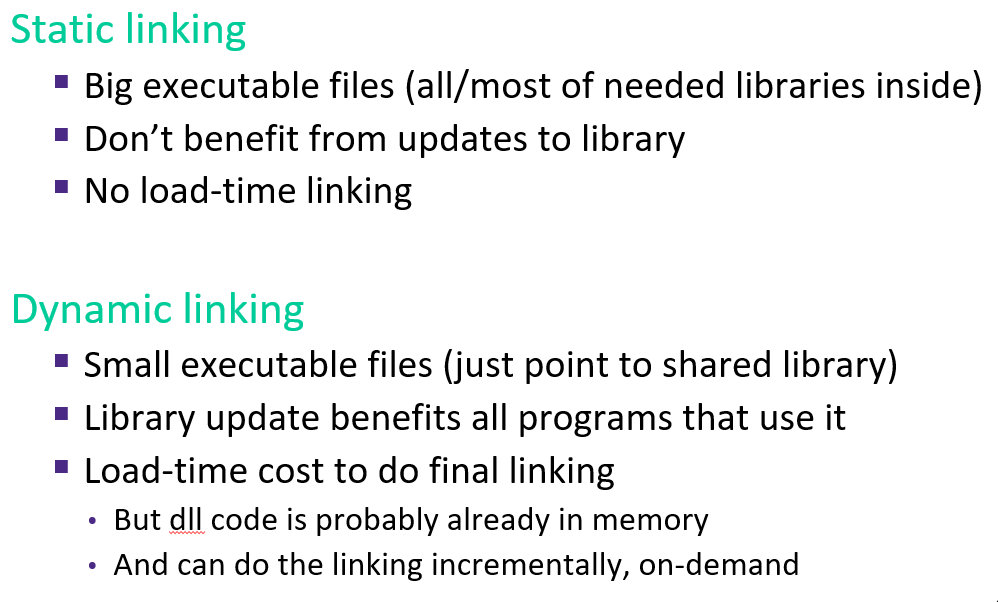 Static linking
▪ Big executable files (all/most of needed libraries inside)
▪ Don’t benefit from updates to library
▪ No load-time linking
Dynamic linking
▪ Small executable files (just point to shared library)
▪ Library update benefits all programs that use it
▪ Load-time cost to do final linking
• But dll code is probably already in memory
• And can do the linking incrementally, on-demand